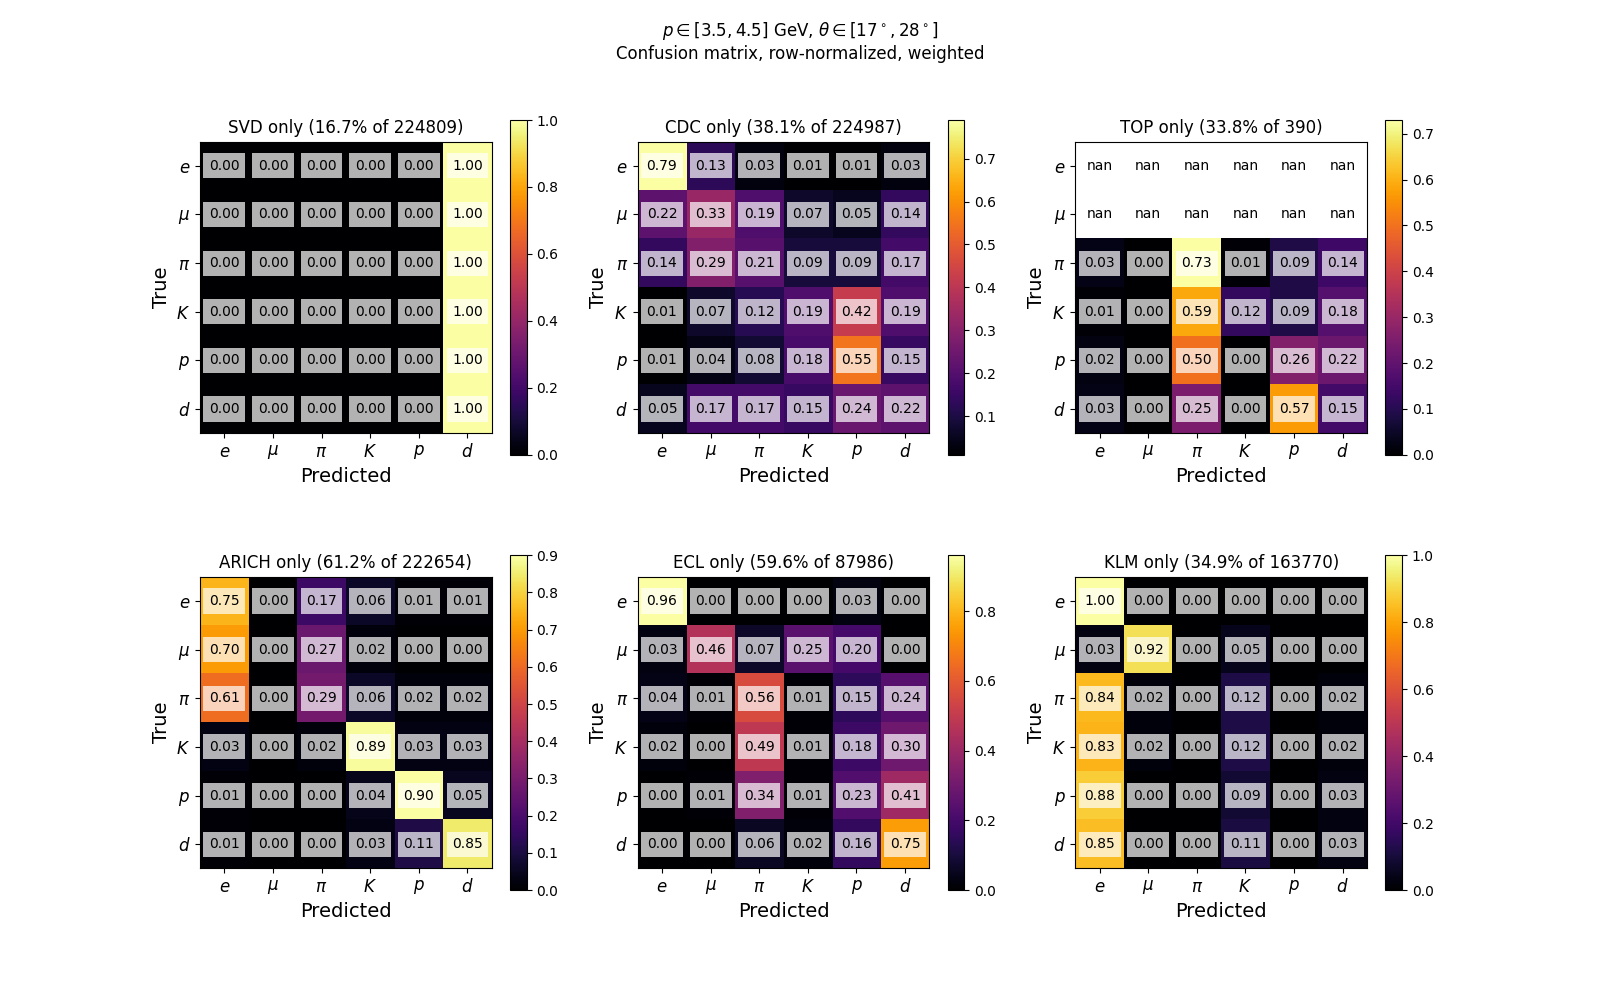 p ∈ [3.5, 4.5] GeV, θ ∈ [17°, 28°]
Confusion matrix, row-normalized, weighted
SVD only (16.7% of 224809)
True
e 0.00 0.00 0.00 0.00 0.00 1.00
μ 0.00 0.00 0.00 0.00 0.00 1.00
π 0.00 0.00 0.00 0.00 0.00 1.00
K 0.00 0.00 0.00 0.00 0.00 1.00
p 0.00 0.00 0.00 0.00 0.00 1.00
d 0.00 0.00 0.00 0.00 0.00 1.00
e μ π K p d
Predicted
1.0
0.8
0.6
0.4
0.2
0.0
CDC only (38.1% of 224987)
True
e 0.79 0.13 0.03 0.01 0.01 0.03
μ 0.22 0.33 0.19 0.07 0.05 0.14
π 0.14 0.29 0.21 0.09 0.09 0.17
K 0.01 0.07 0.12 0.19 0.42 0.19
p 0.01 0.04 0.08 0.18 0.55 0.15
d 0.05 0.17 0.17 0.15 0.24 0.22
e μ π K p d
Predicted
0.7
0.6
0.5
0.4
0.3
0.2
0.1
TOP only (33.8% of 390)
True
e nan nan nan nan nan nan
μ nan nan nan nan nan nan
π 0.03 0.00 0.73 0.01 0.09 0.14
K 0.01 0.00 0.59 0.12 0.09 0.18
p 0.02 0.00 0.50 0.00 0.26 0.22
d 0.03 0.00 0.25 0.00 0.57 0.15
e μ π K p d
Predicted
0.7
0.6
0.5
0.4
0.3
0.2
0.1
0.0
ARICH only (61.2% of 222654)
True
e 0.75 0.00 0.17 0.06 0.01 0.01
μ 0.70 0.00 0.27 0.02 0.00 0.00
π 0.61 0.00 0.29 0.06 0.02 0.02
K 0.03 0.00 0.02 0.89 0.03 0.03
p 0.01 0.00 0.00 0.04 0.90 0.05
d 0.01 0.00 0.00 0.03 0.11 0.85
e μ π K p d
Predicted
0.9
0.8
0.7
0.6
0.5
0.4
0.3
0.2
0.1
0.0
ECL only (59.6% of 87986)
True
e 0.96 0.00 0.00 0.00 0.03 0.00
μ 0.03 0.46 0.07 0.25 0.20 0.00
π 0.04 0.01 0.56 0.01 0.15 0.24
K 0.02 0.00 0.49 0.01 0.18 0.30
p 0.00 0.01 0.34 0.01 0.23 0.41
d 0.00 0.00 0.06 0.02 0.16 0.75
e μ π K p d
Predicted
0.8
0.6
0.4
0.2
0.0
KLM only (34.9% of 163770)
True
e 1.00 0.00 0.00 0.00 0.00 0.00
μ 0.03 0.92 0.00 0.05 0.00 0.00
π 0.84 0.02 0.00 0.12 0.00 0.02
K 0.83 0.02 0.00 0.12 0.00 0.02
p 0.88 0.00 0.00 0.09 0.00 0.03
d 0.85 0.00 0.00 0.11 0.00 0.03
e μ π K p d
Predicted
1.0
0.8
0.6
0.4
0.2
0.0